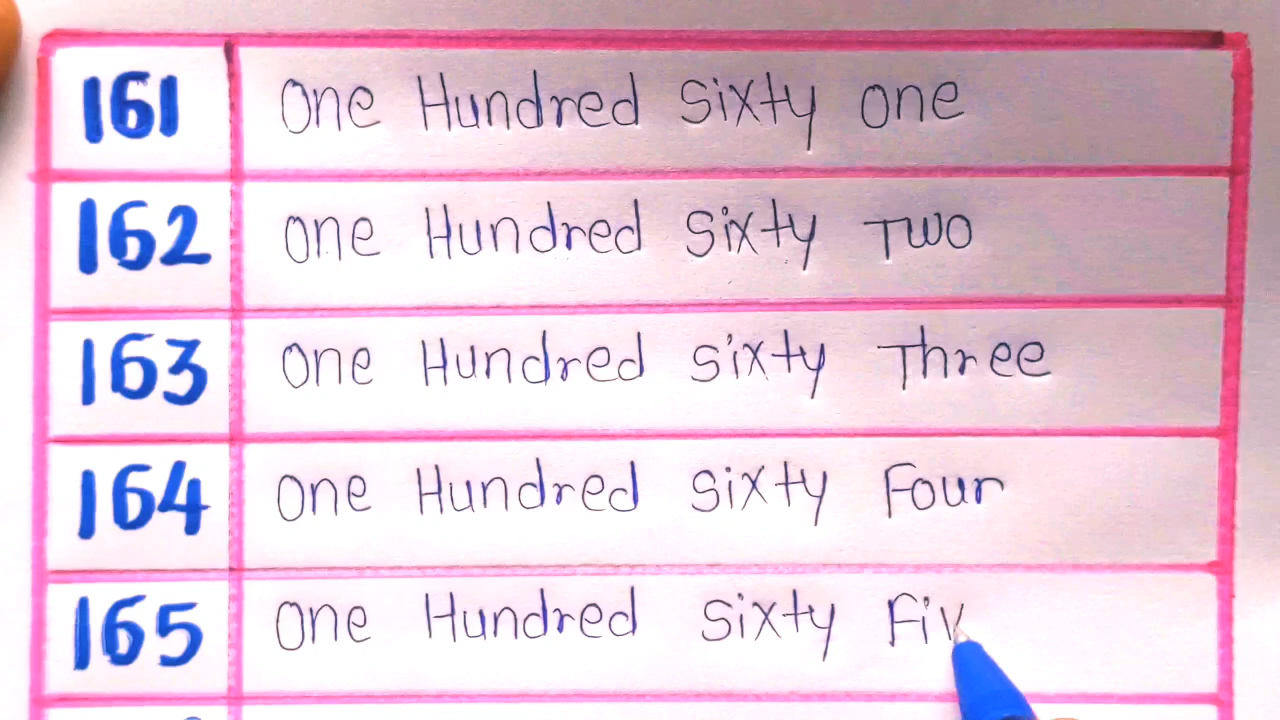 161 One Hundred Sixty One
162 One Hundred Sixty Two
163 One Hundred Sixty Three
164 One Hundred Sixty Four
165 One Hundred Sixty Fiv